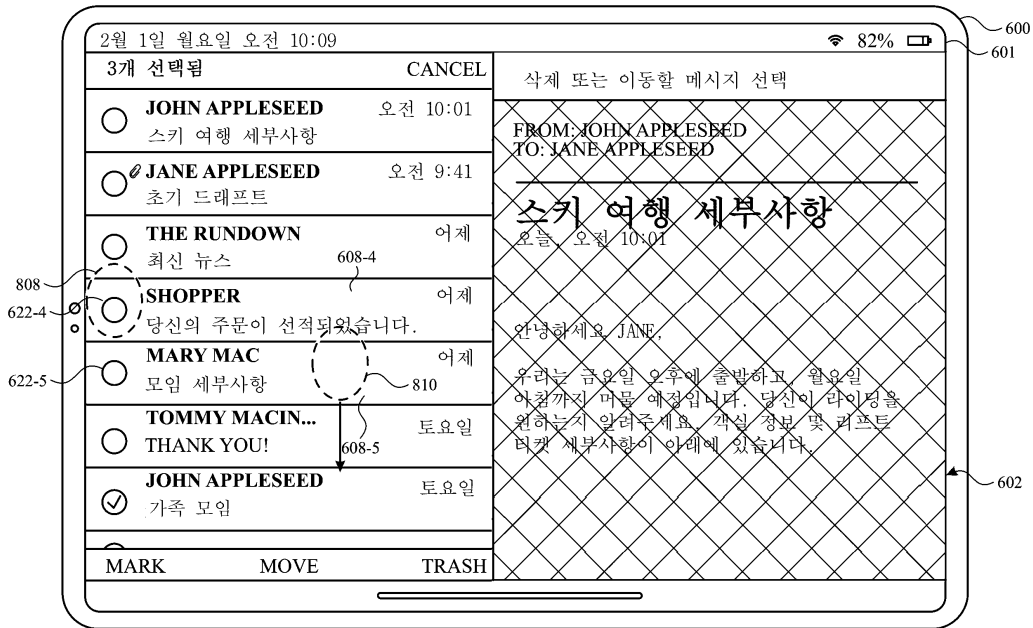 2월 1일 월요일 오전 10:09
82%
600
601
3개 선택됨
CANCEL
삭제 또는 이동할 메시지 선택
JOHN APPLESEED
오전 10:01
스키 여행 세부사항
JANE APPLESEED
오전 9:41
초기 드래프트
THE RUNDOWN
어제
최신 뉴스
608-4
808
622-4
SHOPPER
어제
당신의 주문이 선적되었습니다.
MARY MAC
어제
모임 세부사항
622-5
810
TOMMY MACIN...
토요일
THANK YOU!
608-5
JOHN APPLESEED
토요일
가족 모임
MARK
MOVE
TRASH
FROM: JOHN APPLESEED
TO: JANE APPLESEED
스키 여행 세부사항
오늘, 오전 10:01
안녕하세요 JANE,
우리는 금요일 오후에 출발하고, 월요일
아침까지 머물 예정입니다. 당신이 라이딩을
원하는지 알려주세요. 객실 정보 및 리프트
티켓 세부사항이 아래에 있습니다.
602